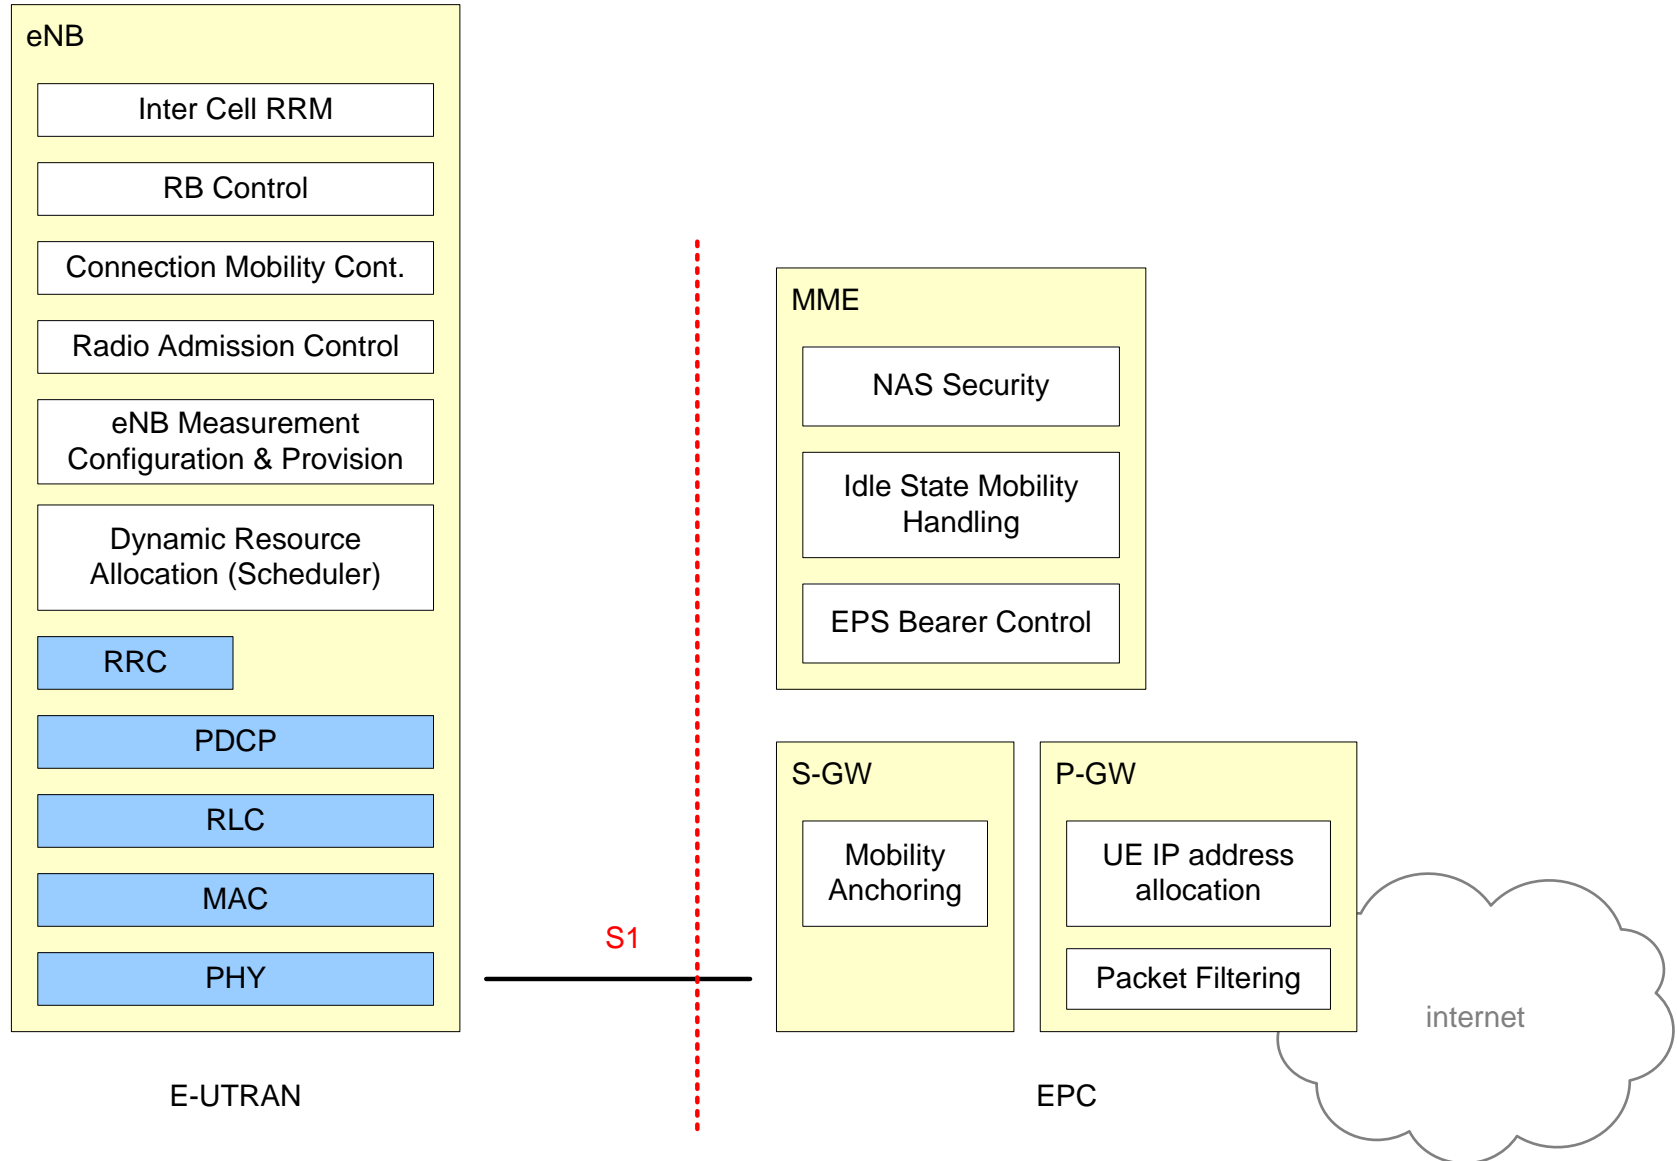 eNB
Inter Cell RRM
RB Control
Connection Mobility Cont.
Radio Admission Control
eNB Measurement
Configuration & Provision
Dynamic Resource
Allocation (Scheduler)
RRC
PDCP
RLC
MAC
PHY
S1
MME
NAS Security
Idle State Mobility
Handling
EPS Bearer Control
S-GW
Mobility
Anchoring
P-GW
UE IP address
allocation
Packet Filtering
internet
E-UTRAN
EPC